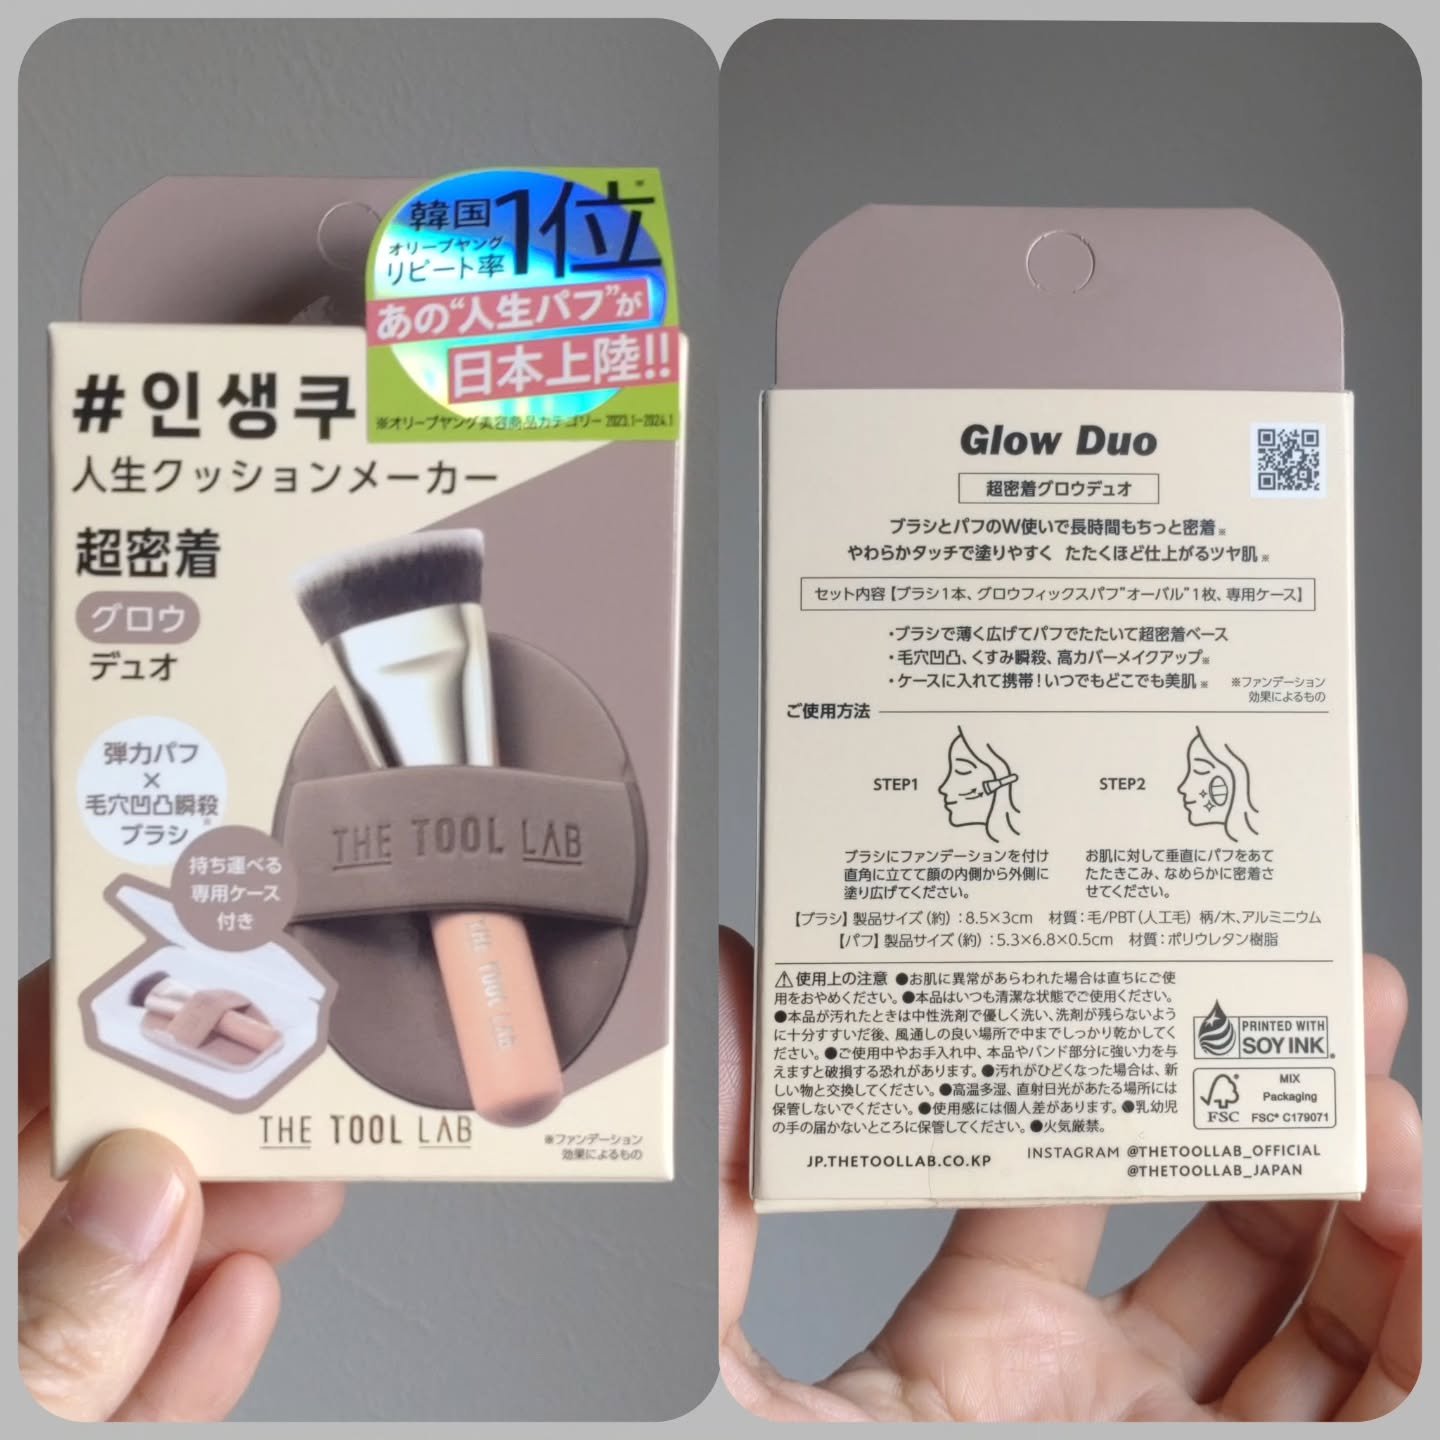 韓国
オリーブヤング
リピート率
1位※
あの“人生パフ”が
日本上陸!!
※オリーブヤング美容商品カテゴリー 2023.1-2024.1
#인생쿠
人生クッションメーカー
超密着
グロウ
デュオ
弾力パフ
×
毛穴凹凸瞬殺
ブラシ※
持ち運べる
専用ケース
付き
THE TOOL LAB
THE TOOL LAB
THE TOOL LAB
※ファンデーション
効果によるもの
Glow Duo
超密着グロウデュオ
ブラシとパフのW使いで長時間もちっと密着※
やわらかタッチで塗りやすく たたくほど仕上がるツヤ肌※
セット内容【ブラシ1本、グロウフィックスパフ”オーバル”1枚、専用ケース】
・ブラシで薄く広げてパフでたたいて超密着ベース
・毛穴凹凸、くすみ瞬殺、高カバーメイクアップ※
・ケースに入れて携帯!いつでもどこでも美肌※
※ファンデーション
効果によるもの
ご使用方法
STEP1
ブラシにファンデーションを付け
直角に立てて顔の内側から外側に
塗り広げてください。
STEP2
お肌に対して垂直にパフをあて
たたきこみ、なめらかに密着さ
せてください。
【ブラシ】製品サイズ(約):8.5×3cm 材質:毛/PBT(人工毛) 柄/木、アルミニウム
【パフ】製品サイズ(約):5.3×6.8×0.5cm 材質:ポリウレタン樹脂
⚠使用上の注意 ●お肌に異常があらわれた場合は直ちにご使
用をおやめください。●本品はいつも清潔な状態でご使用ください。
●本品が汚れたときは中性洗剤で優しく洗い、洗剤が残らないよう
に十分すすいだ後、風通しの良い場所で中までしっかり乾かしてく
ださい。●ご使用中やお手入れ中、本品やバンド部分に強い力を与
えますと破損する恐れがあります。●汚れがひどくなった場合は、新
しい物と交換してください。●高温多湿、直射日光があたる場所には
保管しないでください。●使用感には個人差があります。●乳幼児
の手の届かないところに保管してください。●火気厳禁。
PRINTED WITH
SOY INK®
FSC
MIX
Packaging
FSC® C179071
JP.THETOOLLAB.CO.KP
INSTAGRAM @THETOOLLAB_OFFICIAL
@THETOOLLAB_JAPAN